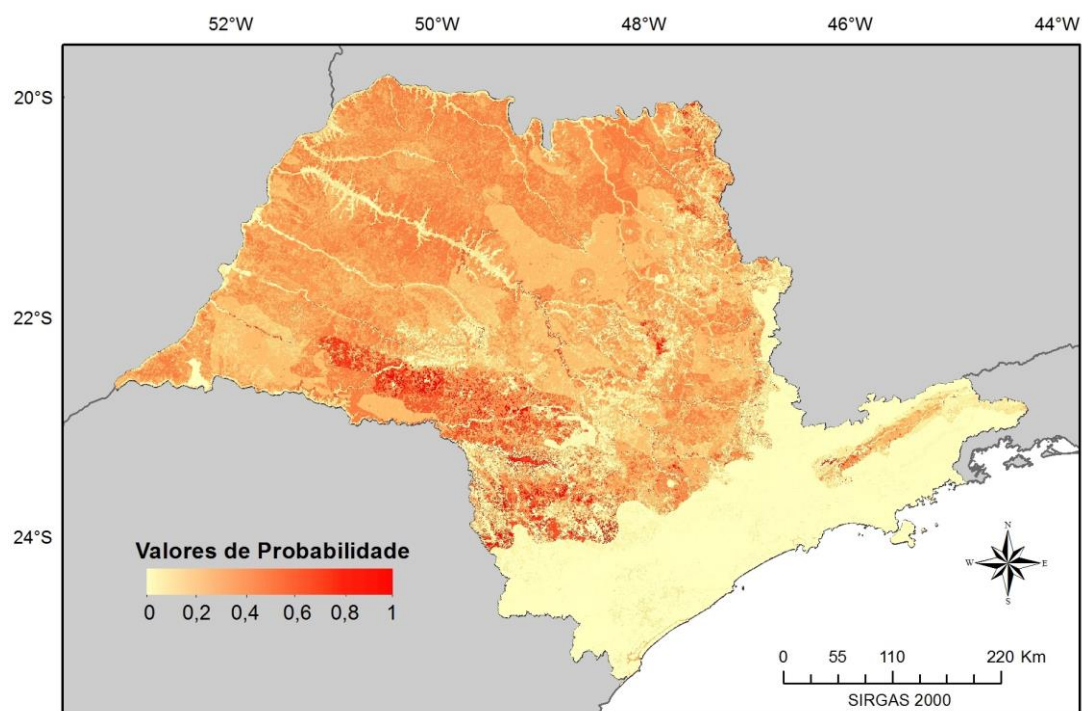 52°W 50°W 48°W 46°W 44°W
20°S
22°S
24°S
Valores de Probabilidade
0 0,2 0,4 0,6 0,8 1
N
W E
S
0 55 110 220 Km
SIRGAS 2000